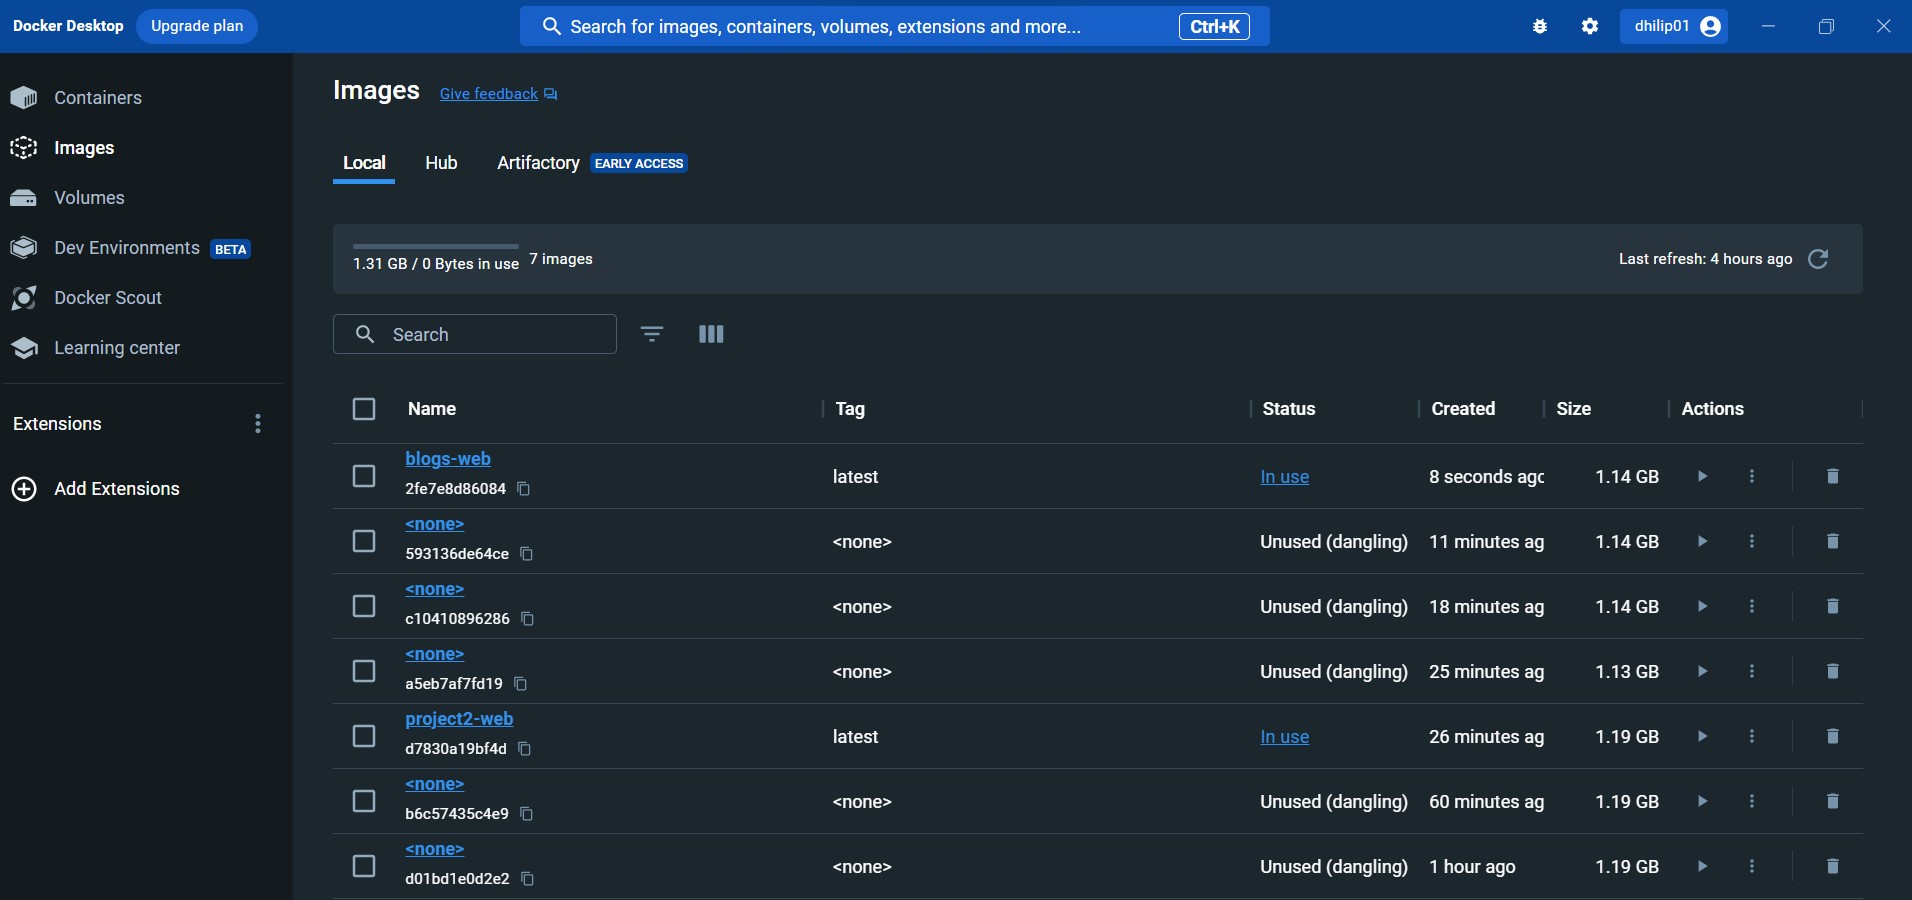 Docker Desktop Upgrade plan Search for images, containers, volumes, extensions and more... Ctrl+K dhilip01
Containers
Images
Volumes
Dev Environments BETA
Docker Scout
Learning center
Extensions
Add Extensions
Images Give feedback
Local Hub Artifactory EARLY ACCESS
1.31 GB / 0 Bytes in use 7 images Last refresh: 4 hours ago
Search
Name Tag Status Created Size Actions
blogs-web
2fe7e8d86084 latest In use 8 seconds ago 1.14 GB
<none>
593136de64ce <none> Unused (dangling) 11 minutes ag 1.14 GB
<none>
c10410896286 <none> Unused (dangling) 18 minutes ag 1.14 GB
<none>
a5eb7af7fd19 <none> Unused (dangling) 25 minutes ag 1.13 GB
project2-web
d7830a19bf4d latest In use 26 minutes ag 1.19 GB
<none>
b6c57435c4e9 <none> Unused (dangling) 60 minutes ag 1.19 GB
<none>
d01bd1e0d2e2 <none> Unused (dangling) 1 hour ago 1.19 GB